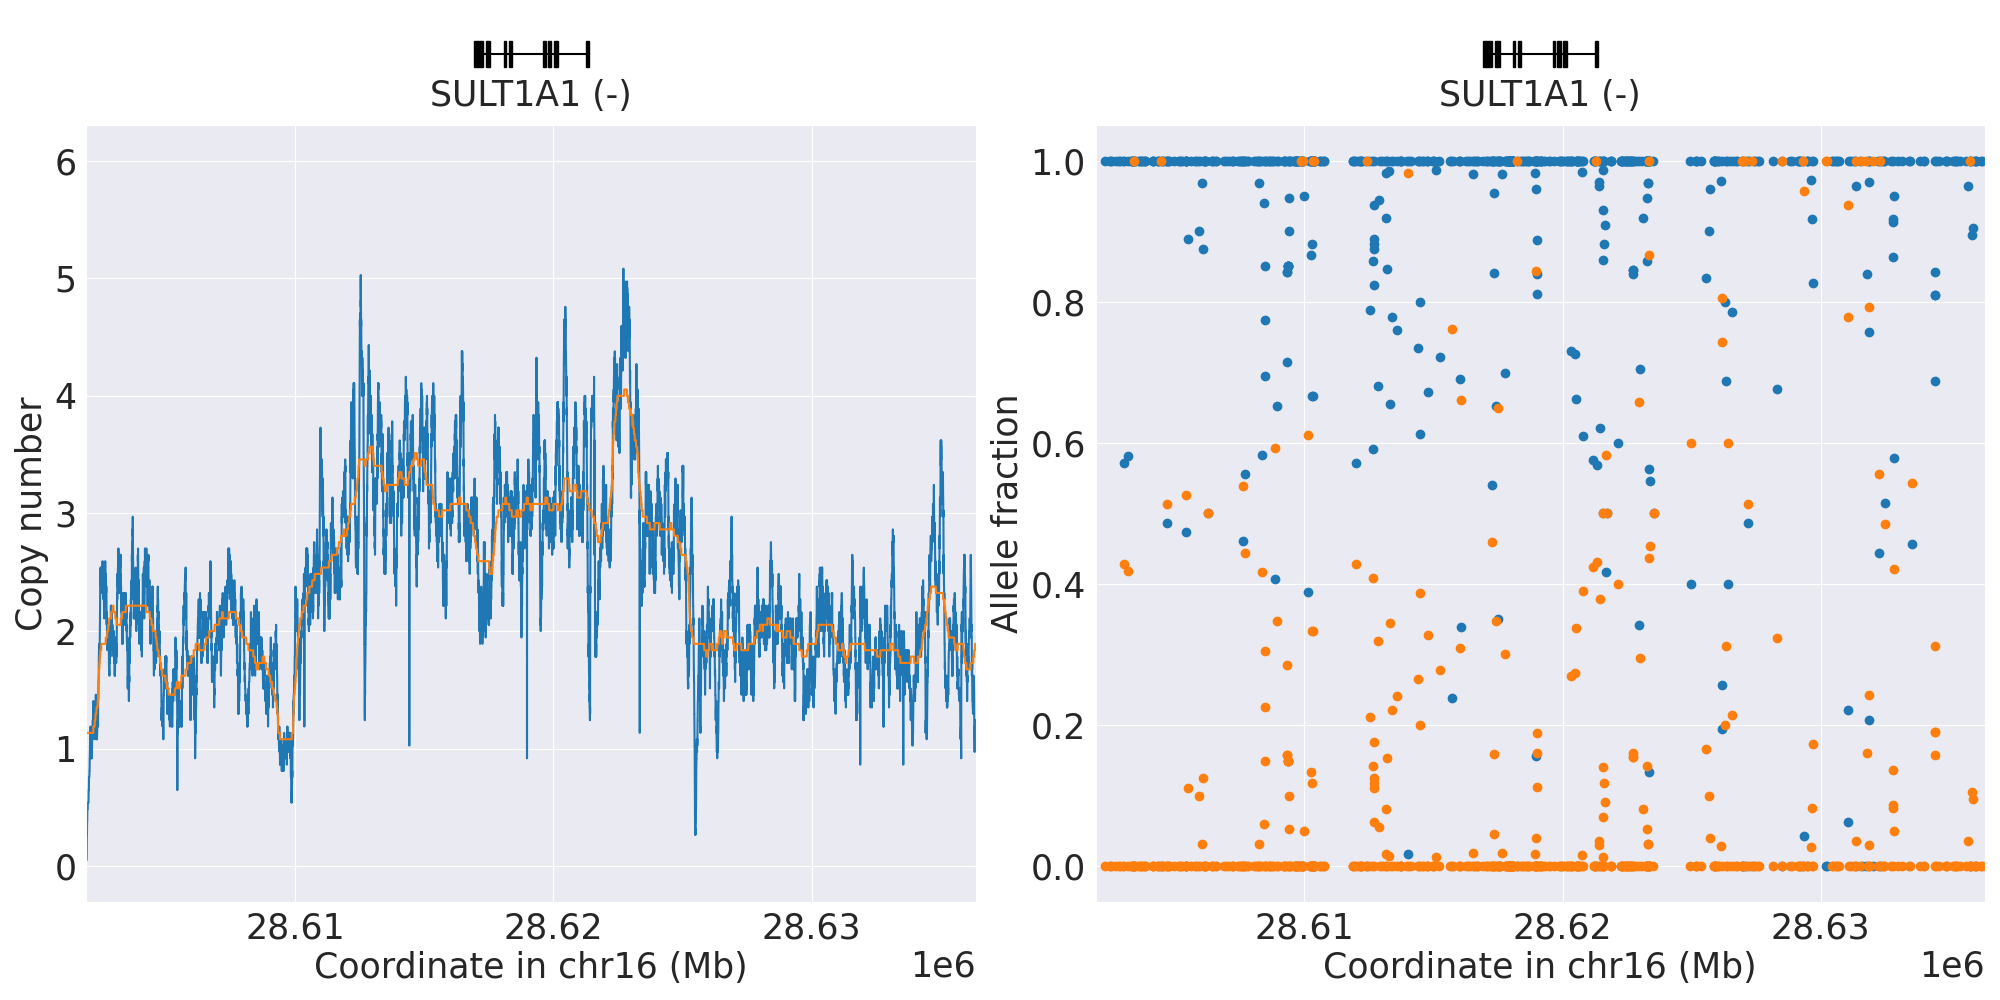 SULT1A1 (-)
6
5
4
3
2
1
0
Copy number
28.61
28.62
28.63
Coordinate in chr16 (Mb)
1e6
SULT1A1 (-)
1.0
0.8
0.6
0.4
0.2
0.0
Allele fraction
28.61
28.62
28.63
Coordinate in chr16 (Mb)
1e6